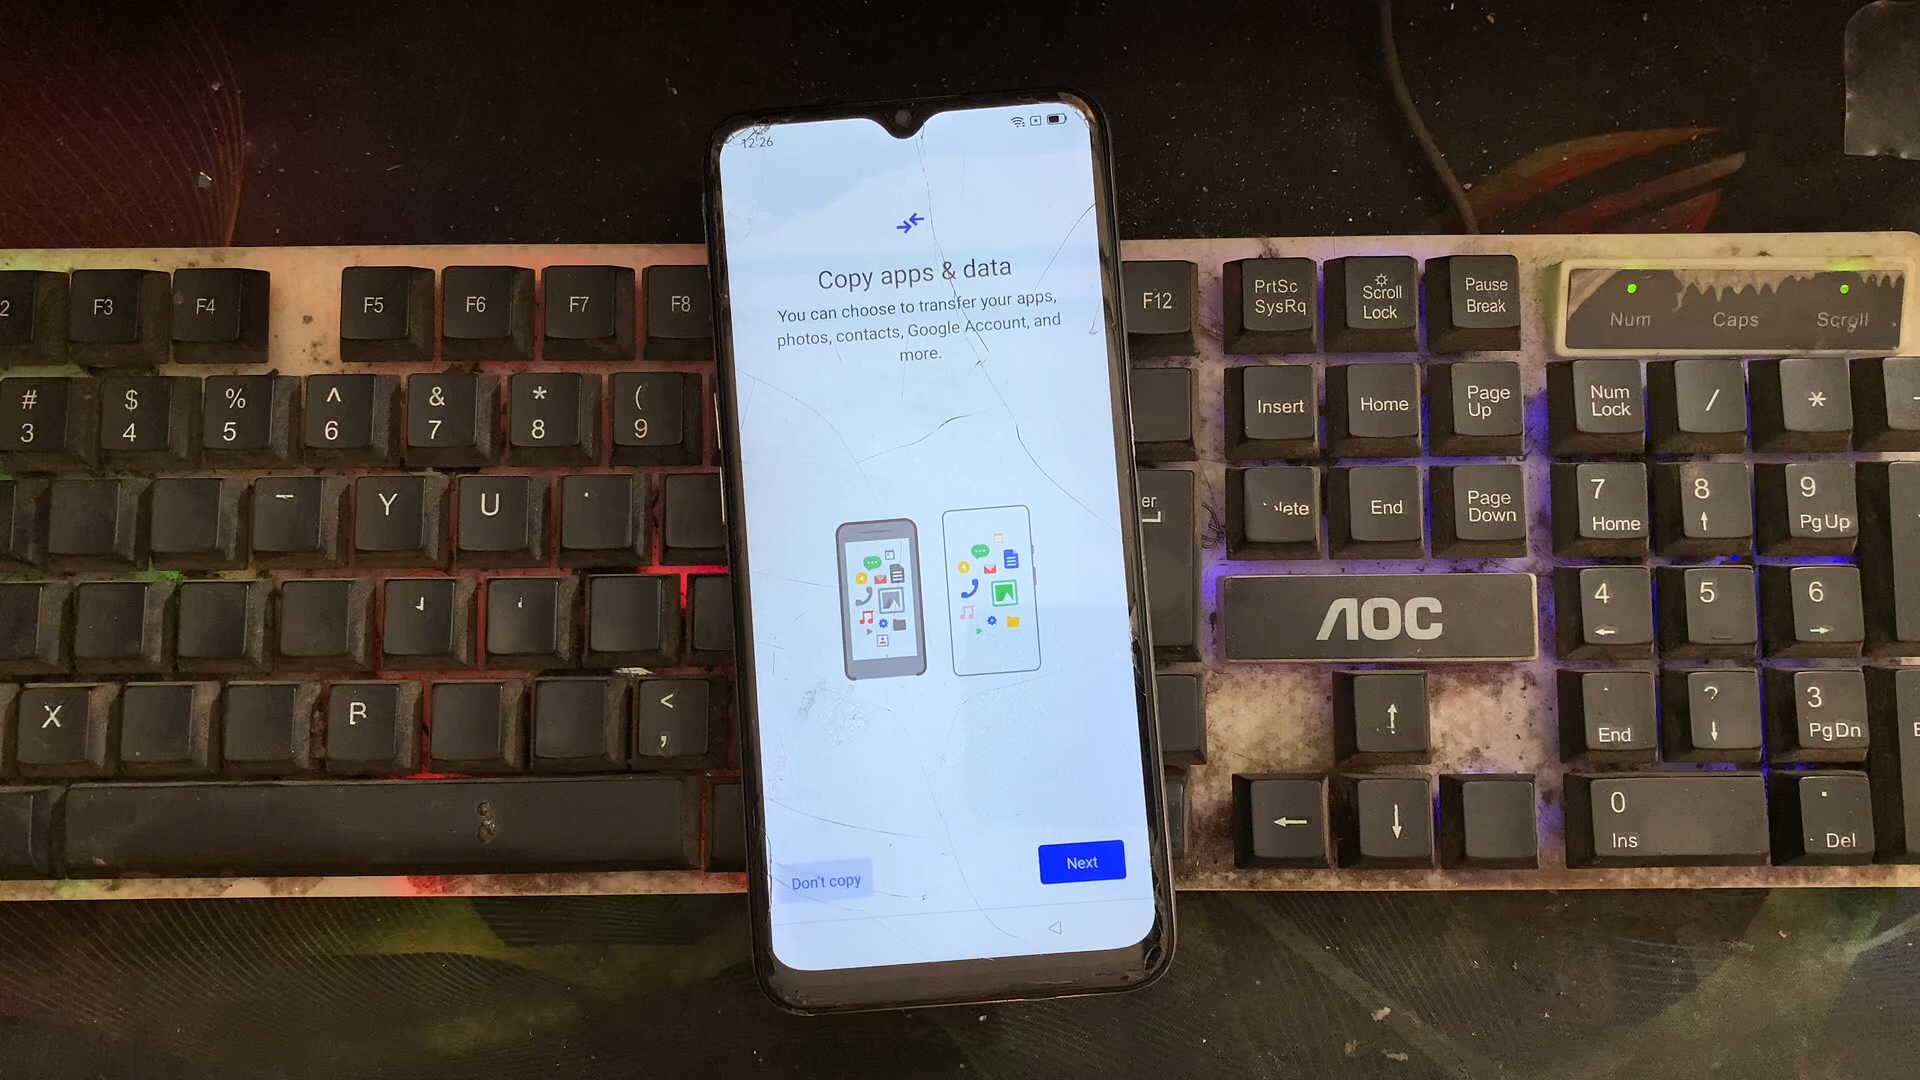 12:26
Copy apps & data
You can choose to transfer your apps,
photos, contacts, Google Account, and
more.
Don't copy
Next
F3
F4
F5
F6
F7
F8
F12
PrtSc
SysRq
Scroll
Lock
Pause
Break
Num
Caps
Scroll
#
3
$
4
%
5
^
6
&
7
*
8
(
9
Insert
Home
Page
Up
Num
Lock
/
*
Y
U
End
Page
Down
7
Home
8
↑
9
PgUp
AOC
4
←
5
6
→
X
<
,
↑
End
?
↓
3
PgDn
←
↓
0
Ins
.
Del